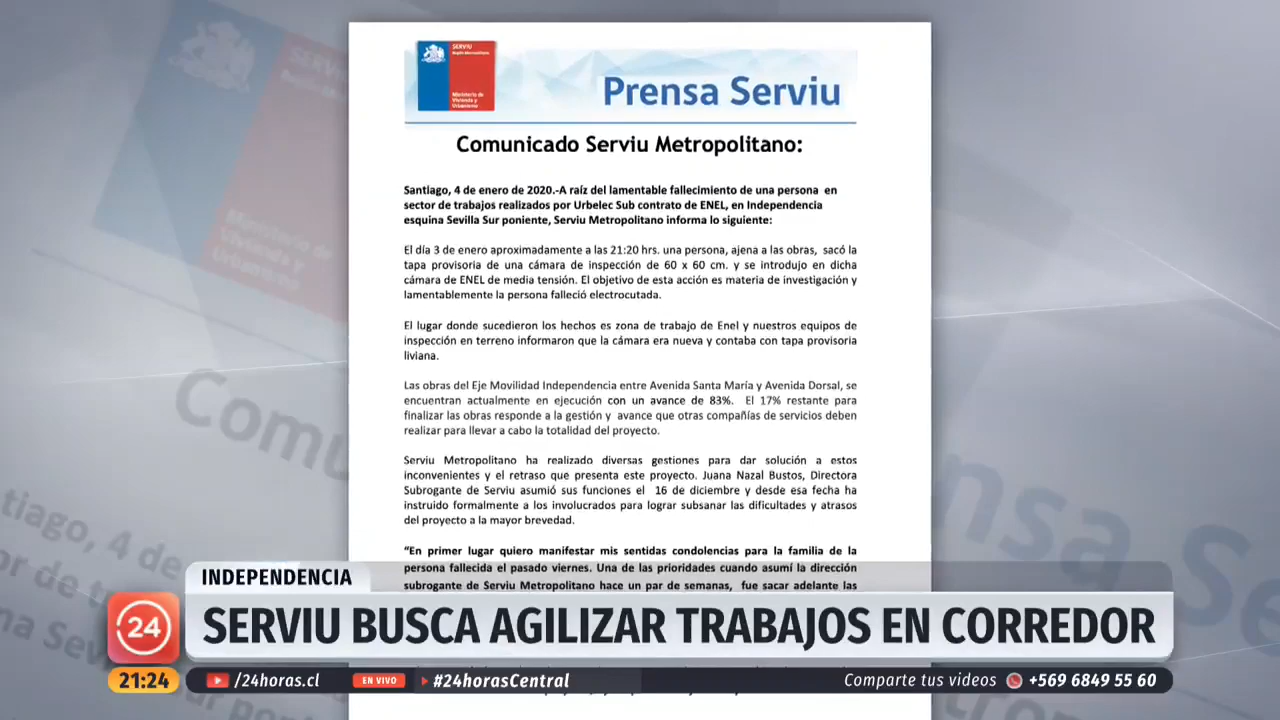 SERVIU
Región Metropolitana
Ministerio de
Vivienda y
Urbanismo
Prensa Serviu
Comunicado Serviu Metropolitano:
Santiago, 4 de enero de 2020.-A raíz del lamentable fallecimiento de una persona en
sector de trabajos realizados por Urbelec Sub contrato de ENEL, en Independencia
esquina Sevilla Sur poniente, Serviu Metropolitano informa lo siguiente:
El día 3 de enero aproximadamente a las 21:20 hrs. una persona, ajena a las obras, sacó la
tapa provisoria de una cámara de inspección de 60 x 60 cm. y se introdujo en dicha
cámara de ENEL de media tensión. El objetivo de esta acción es materia de investigación y
lamentablemente la persona falleció electrocutada.
El lugar donde sucedieron los hechos es zona de trabajo de Enel y nuestros equipos de
inspección en terreno informaron que la cámara era nueva y contaba con tapa provisoria
liviana.
Las obras del Eje Movilidad Independencia entre Avenida Santa María y Avenida Dorsal, se
encuentran actualmente en ejecución con un avance de 83%. El 17% restante para
finalizar las obras responde a la gestión y avance que otras compañías de servicios deben
realizar para llevar a cabo la totalidad del proyecto.
Serviu Metropolitano ha realizado diversas gestiones para dar solución a estos
inconvenientes y el retraso que presenta este proyecto. Juana Nazal Bustos, Directora
Subrogante de Serviu asumió sus funciones el 16 de diciembre y desde esa fecha ha
instruido formalmente a los involucrados para lograr subsanar las dificultades y atrasos
del proyecto a la mayor brevedad.
"En primer lugar quiero manifestar mis sentidas condolencias para la familia de la
persona fallecida el pasado viernes. Una de las prioridades cuando asumí la dirección
subrogante de Serviu Metropolitano hace un par de semanas, fue sacar adelante las
INDEPENDENCIA
24
SERVIU BUSCA AGILIZAR TRABAJOS EN CORREDOR
21:24
/24horas.cl
EN VIVO
#24horasCentral
Comparte tus videos
+569 6849 55 60